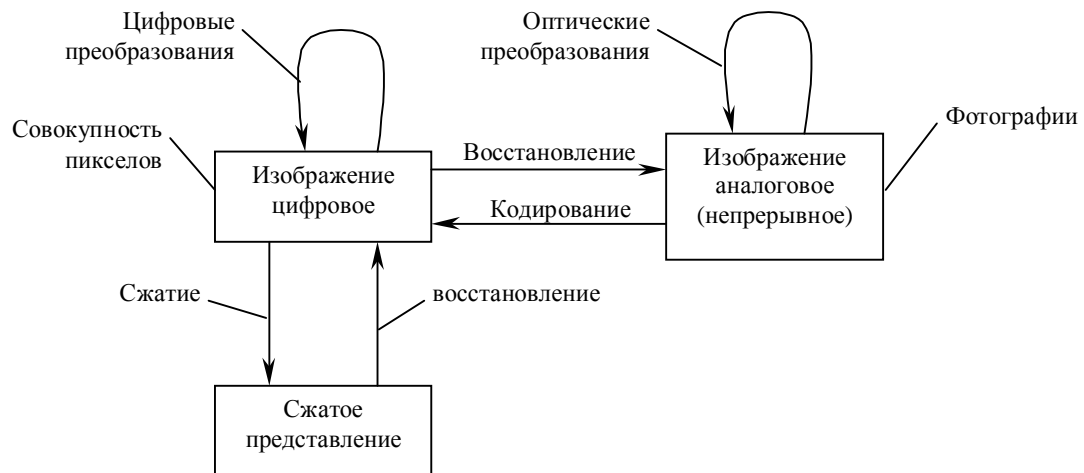 Цифровые
преобразования
Оптические
преобразования
Совокупность
пикселов
Фотографии
Изображение
цифровое
Восстановление
Кодирование
Изображение
аналоговое
(непрерывное)
Сжатие
восстановление
Сжатое
представление